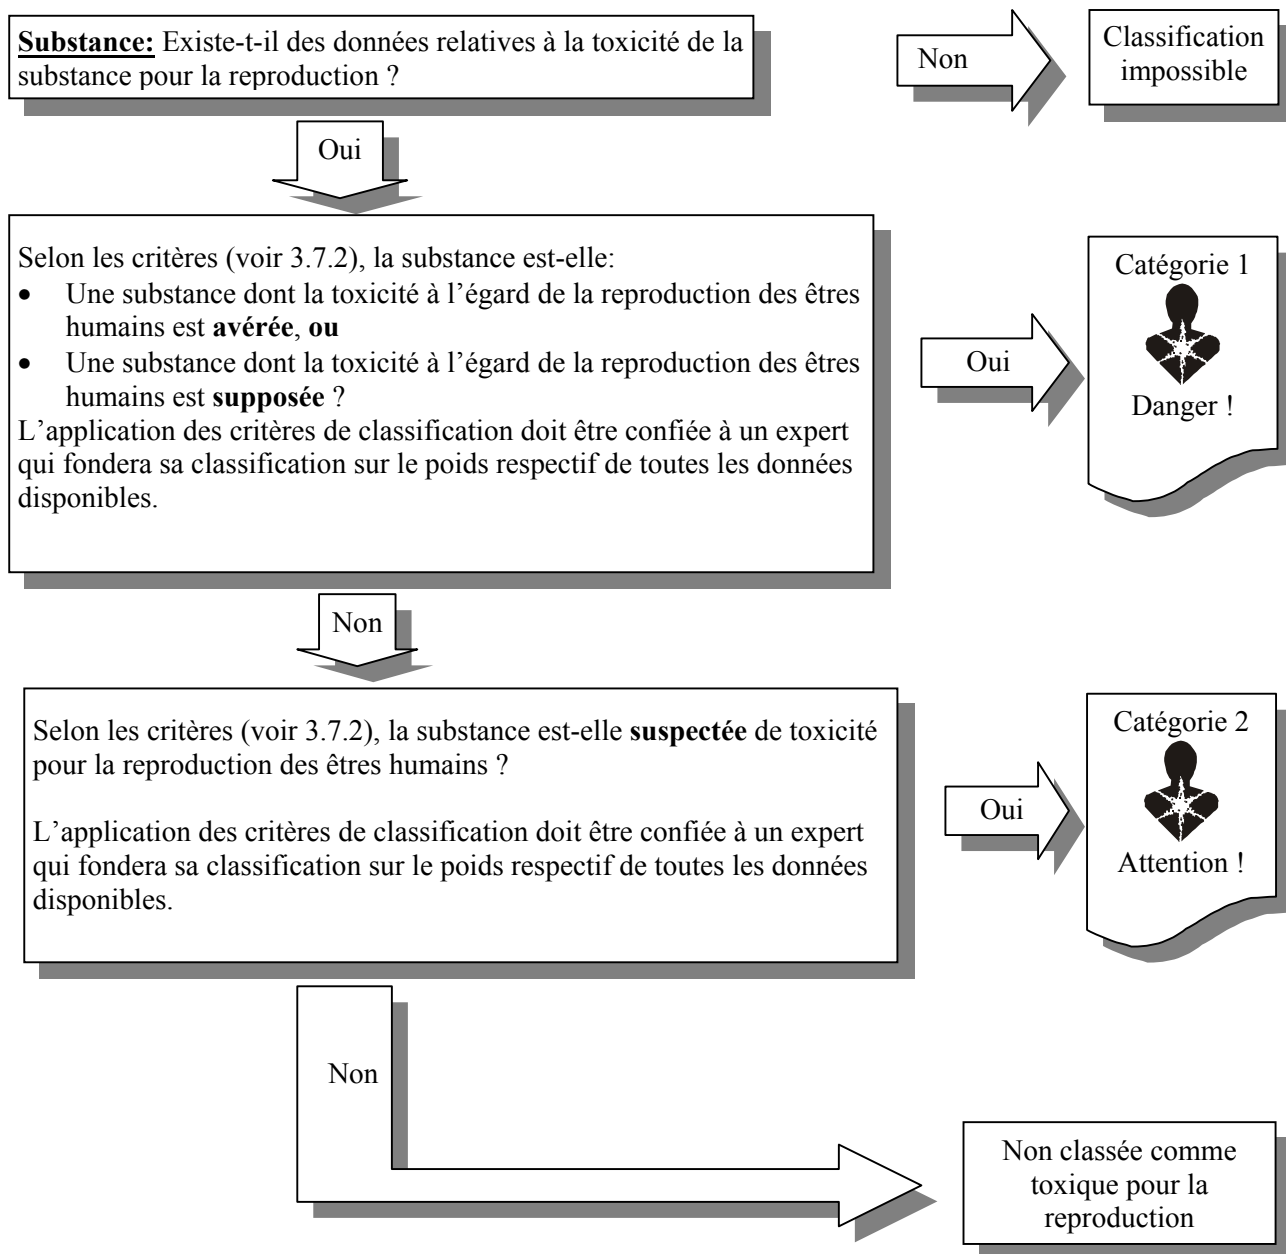 Substance: Existe-t-il des données relatives à la toxicité de la
substance pour la reproduction ?
Non
Classification
impossible
Oui
Selon les critères (voir 3.7.2), la substance est-elle:
• Une substance dont la toxicité à l’égard de la reproduction des êtres
humains est avérée, ou
• Une substance dont la toxicité à l’égard de la reproduction des êtres
humains est supposée ?
L’application des critères de classification doit être confiée à un expert
qui fondera sa classification sur le poids respectif de toutes les données
disponibles.
Oui
Catégorie 1
Danger !
Non
Selon les critères (voir 3.7.2), la substance est-elle suspectée de toxicité
pour la reproduction des êtres humains ?
L’application des critères de classification doit être confiée à un expert
qui fondera sa classification sur le poids respectif de toutes les données
disponibles.
Oui
Catégorie 2
Attention !
Non
Non classée comme
toxique pour la
reproduction